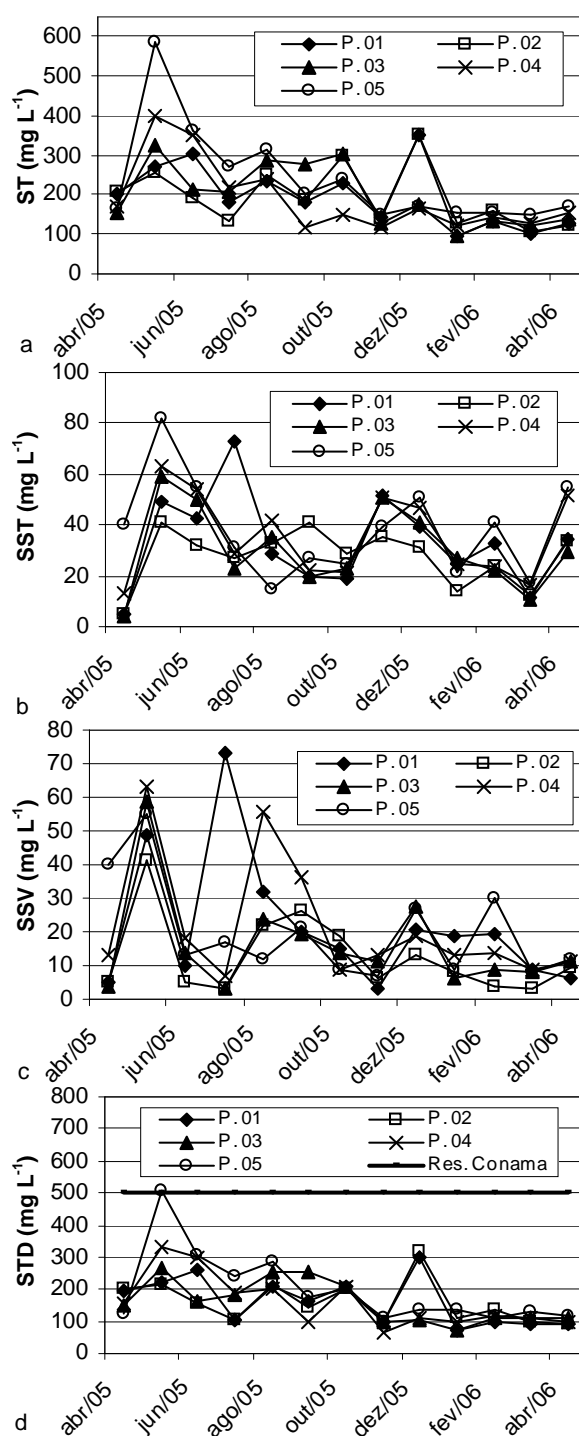 ST (mg L-1)
600
500
400
300
200
100
0
P.01 P.02
P.03 P.04
P.05
abr/05 jun/05 ago/05 out/05 dez/05 fev/06 abr/06
a
SST (mg L-1)
100
80
60
40
20
0
P.01 P.02
P.03 P.04
P.05
abr/05 jun/05 ago/05 out/05 dez/05 fev/06 abr/06
b
SSV (mg L-1)
80
70
60
50
40
30
20
10
0
P.01 P.02
P.03 P.04
P.05
abr/05 jun/05 ago/05 out/05 dez/05 fev/06 abr/06
c
STD (mg L-1)
800
700
600
500
400
300
200
100
0
P.01 P.02
P.03 P.04
P.05 Res.Conama
abr/05 jun/05 ago/05 out/05 dez/05 fev/06 abr/06
d